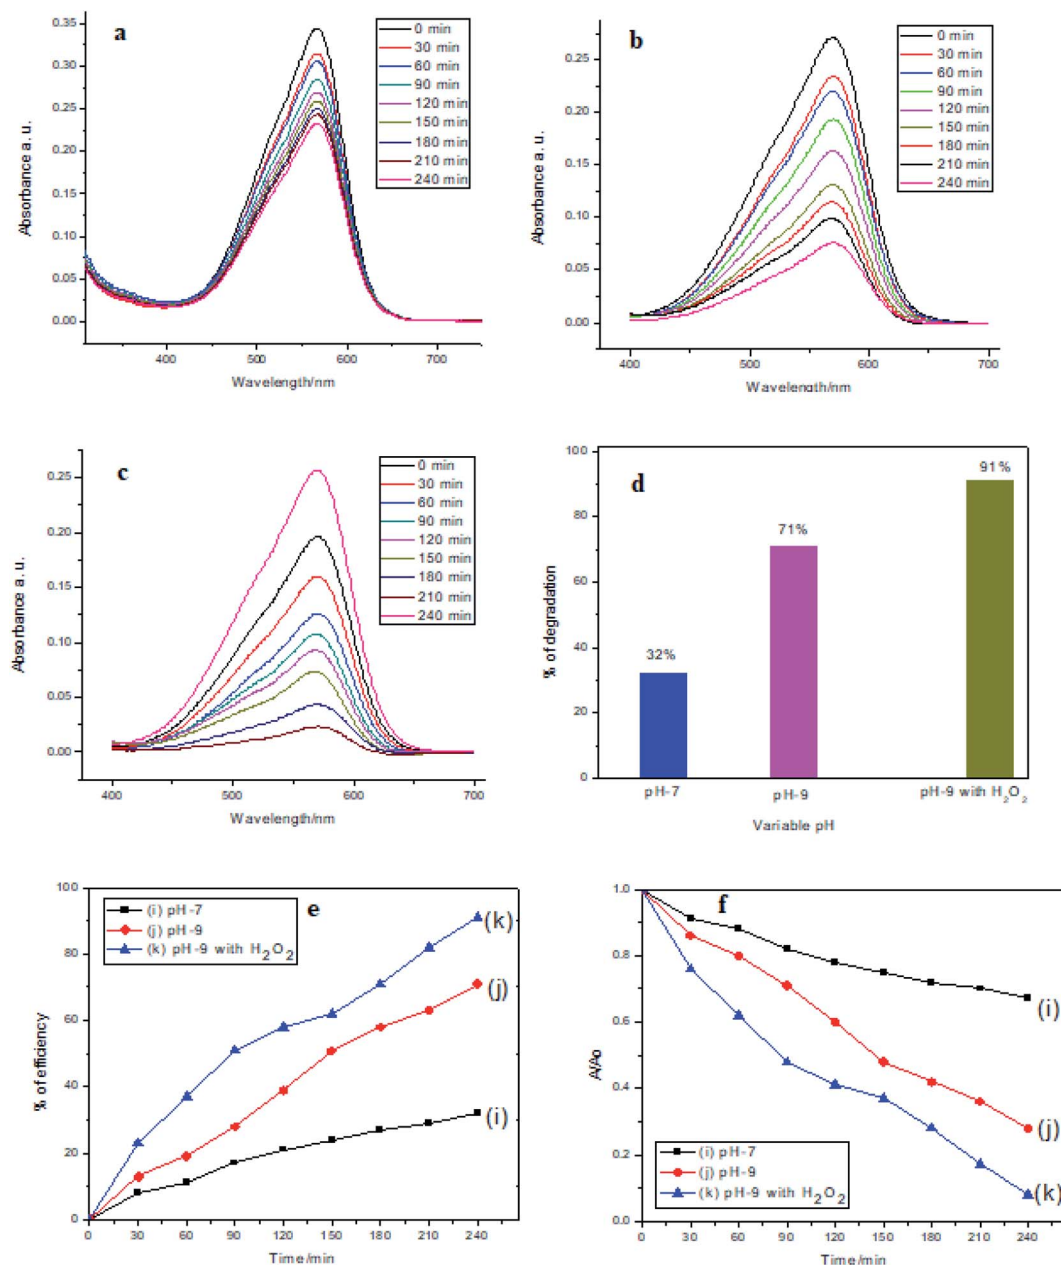 a
0 min
30 min
60 min
90 min
120 min
150 min
180 min
210 min
240 min
0.35
0.30
0.25
0.20
0.15
0.10
0.05
0.00
Absorbance a. u.
400
500
600
700
Wavelength/nm
b
0 min
30 min
60 min
90 min
120 min
150 min
180 min
210 min
240 min
0.25
0.20
0.15
0.10
0.05
0.00
Absorbance a. u.
400
500
600
700
Wavelength/nm
c
0 min
30 min
60 min
90 min
120 min
150 min
180 min
210 min
240 min
0.25
0.20
0.15
0.10
0.05
0.00
Absorbance a. u.
400
500
600
700
Wavelength/nm
d
100
80
60
40
20
0
% of degradation
32%
71%
91%
pH-7
pH-9
pH-9 with H₂O₂
Variable pH
e
(i) pH-7
(j) pH-9
(k) pH-9 with H₂O₂
100
80
60
40
20
0
% of efficiency
(k)
(j)
(i)
0
30
60
90
120
150
180
210
240
Time/min
f
1.0
0.8
0.6
0.4
0.2
0.0
A/Ao
(i)
(j)
(k)
(i) pH-7
(j) pH-9
(k) pH-9 with H₂O₂
0
30
60
90
120
150
180
210
240
Time/min